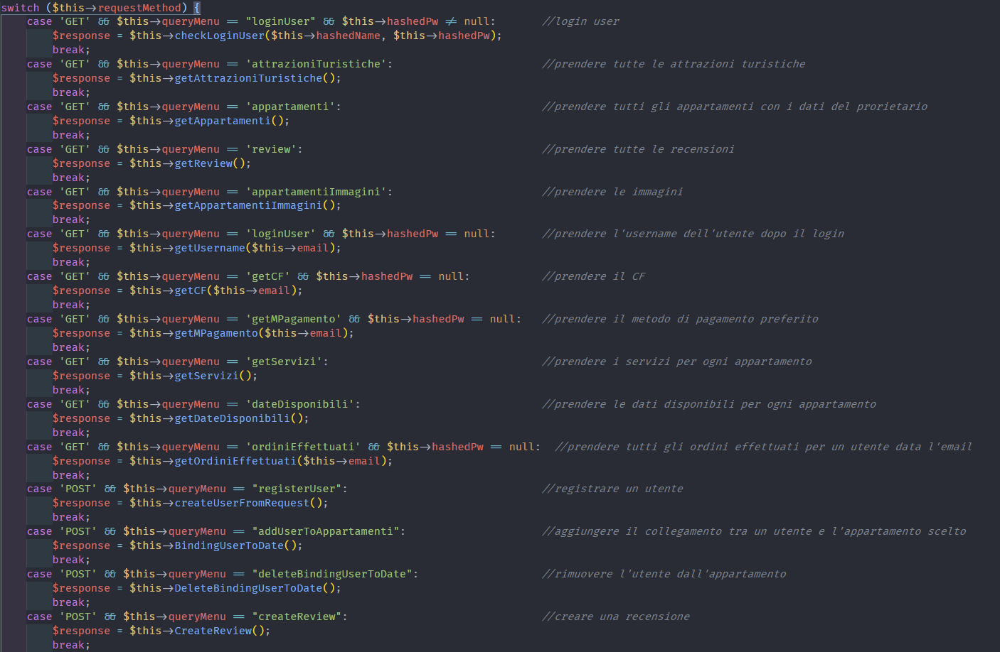 switch ($this->requestMethod) {
case 'GET' && $this->queryMenu == "loginUser" && $this->hashedPw != null: //login user
$response = $this->checkLoginUser($this->hashedName, $this->hashedPw);
break;
case 'GET' && $this->queryMenu == 'attrazioniTuristiche': //prendere tutte le attrazioni turistiche
$response = $this->getAttrazioniTuristiche();
break;
case 'GET' && $this->queryMenu == 'appartamenti': //prendere tutti gli appartamenti con i dati del prorietario
$response = $this->getAppartamenti();
break;
case 'GET' && $this->queryMenu == 'review': //prendere tutte le recensioni
$response = $this->getReview();
break;
case 'GET' && $this->queryMenu == 'appartamentiImmagini': //prendere le immagini
$response = $this->getAppartamentiImmagini();
break;
case 'GET' && $this->queryMenu == 'loginUser' && $this->hashedPw == null: //prendere l'username dell'utente dopo il login
$response = $this->getUsername($this->email);
break;
case 'GET' && $this->queryMenu == 'getCF' && $this->hashedPw == null: //prendere il CF
$response = $this->getCF($this->email);
break;
case 'GET' && $this->queryMenu == 'getMPagamento' && $this->hashedPw == null: //prendere il metodo di pagamento preferito
$response = $this->getMPagamento($this->email);
break;
case 'GET' && $this->queryMenu == 'getServizi': //prendere i servizi per ogni appartamento
$response = $this->getServizi();
break;
case 'GET' && $this->queryMenu == 'dateDisponibili': //prendere le dati disponibili per ogni appartamento
$response = $this->getDateDisponibili();
break;
case 'GET' && $this->queryMenu == 'ordiniEffettuati' && $this->hashedPw == null: //prendere tutti gli ordini effettuati per un utente data l'email
$response = $this->getOrdiniEffettuati($this->email);
break;
case 'POST' && $this->queryMenu == "registerUser": //registrare un utente
$response = $this->createUserFromRequest();
break;
case 'POST' && $this->queryMenu == "addUserToAppartamenti": //aggiungere il collegamento tra un utente e l'appartamento scelto
$response = $this->BindingUserToDate();
break;
case 'POST' && $this->queryMenu == "deleteBindingUserToDate": //rimuovere l'utente dall'appartamento
$response = $this->DeleteBindingUserToDate();
break;
case 'POST' && $this->queryMenu == "createReview": //creare una recensione
$response = $this->CreateReview();
break;